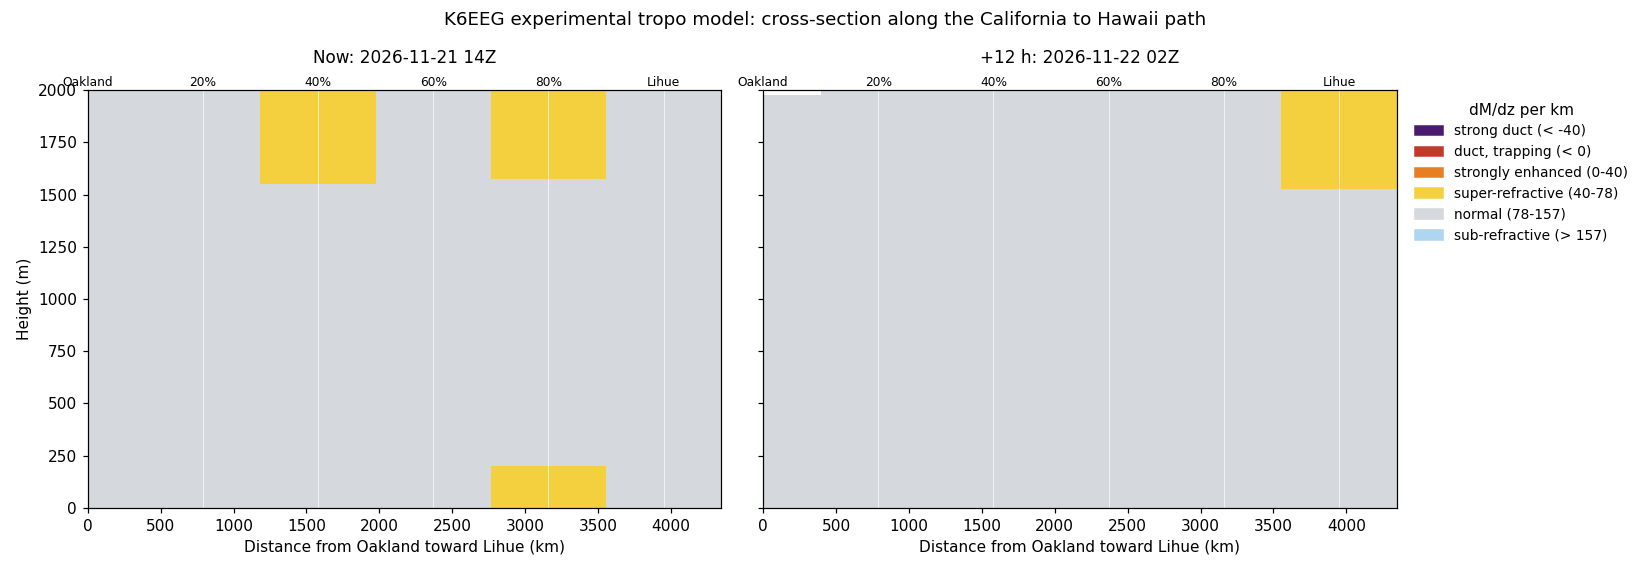 K6EEG experimental tropo model: cross-section along the California to Hawaii path
Now: 2026-11-21 14Z
Oakland 20% 40% 60% 80% Lihue
2000
1750
1500
1250
1000
750
500
250
0
Height (m)
0 500 1000 1500 2000 2500 3000 3500 4000
Distance from Oakland toward Lihue (km)
+12 h: 2026-11-22 02Z
Oakland 20% 40% 60% 80% Lihue
0 500 1000 1500 2000 2500 3000 3500 4000
Distance from Oakland toward Lihue (km)
dM/dz per km
strong duct (< -40)
duct, trapping (< 0)
strongly enhanced (0-40)
super-refractive (40-78)
normal (78-157)
sub-refractive (> 157)